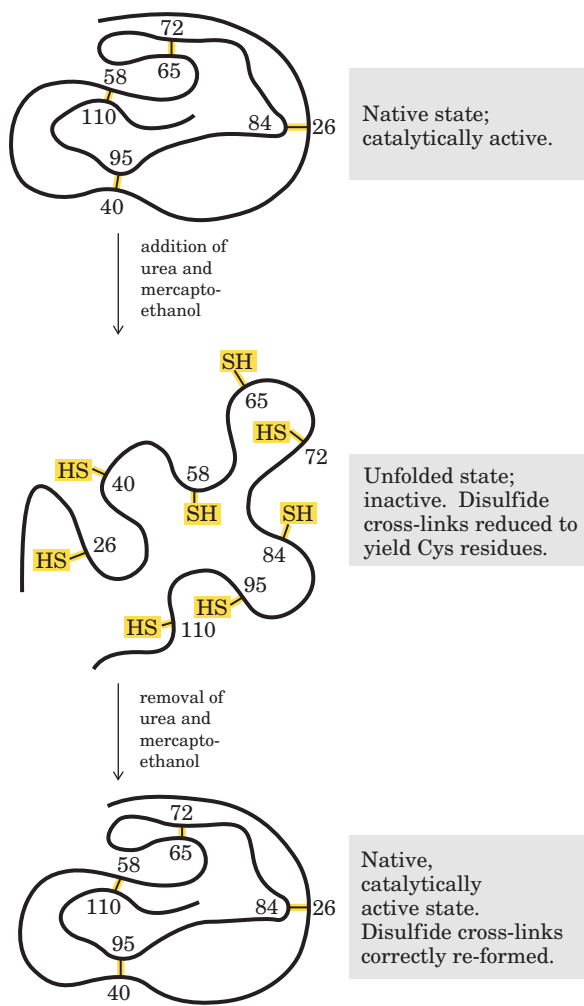 72
65
58
110
84
26
95
40
Native state;
catalytically active.
addition of
urea and
mercapto-
ethanol
SH
65
HS
72
HS
40
58
SH
SH
84
HS
26
95
HS
HS
110
Unfolded state;
inactive. Disulfide
cross-links reduced to
yield Cys residues.
removal of
urea and
mercapto-
ethanol
72
65
58
110
84
26
95
40
Native,
catalytically
active state.
Disulfide cross-links
correctly re-formed.